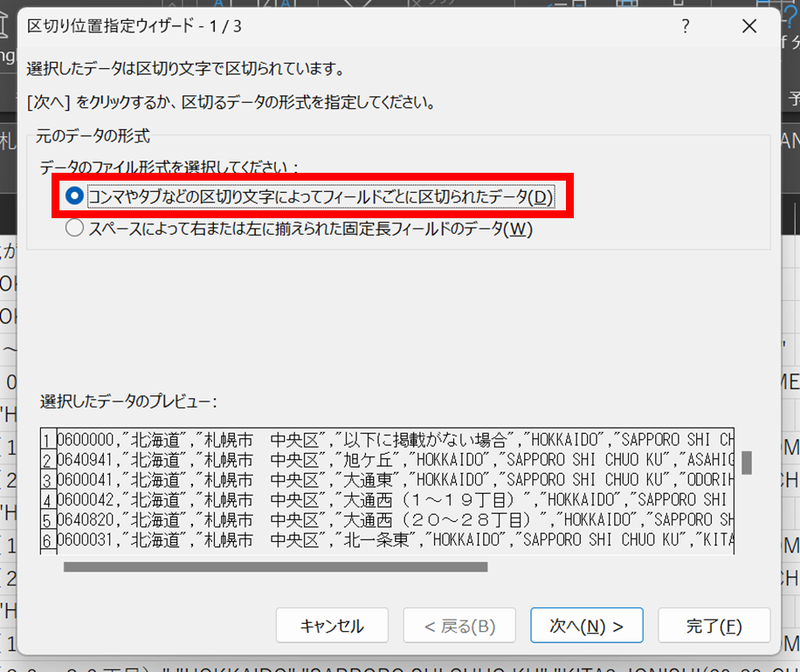 区切り位置指定ウィザード - 1 / 3
?
選択したデータは区切り文字で区切られています。
[次へ] をクリックするか、区切るデータの形式を指定してください。
元のデータの形式
データのファイル形式を選択してください：
コンマやタブなどの区切り文字によってフィールドごとに区切られたデータ(D)
スペースによって右または左に揃えられた固定長フィールドのデータ(W)
選択したデータのプレビュー：
1 0600000,"北海道","札幌市　中央区","以下に掲載がない場合","HOKKAIDO","SAPPORO SHI CH
2 0640941,"北海道","札幌市　中央区","旭ケ丘","HOKKAIDO","SAPPORO SHI CHUO KU","ASAHIG
3 0600041,"北海道","札幌市　中央区","大通東","HOKKAIDO","SAPPORO SHI CHUO KU","ODORIH
4 0600042,"北海道","札幌市　中央区","大通西（１～１９丁目）","HOKKAIDO","SAPPORO SHI
5 0640820,"北海道","札幌市　中央区","大通西（２０～２８丁目）","HOKKAIDO","SAPPORO SH
6 0600031,"北海道","札幌市　中央区","北一条東","HOKKAIDO","SAPPORO SHI CHUO KU","KITA
キャンセル
< 戻る(B)
次へ(N) >
完了(F)